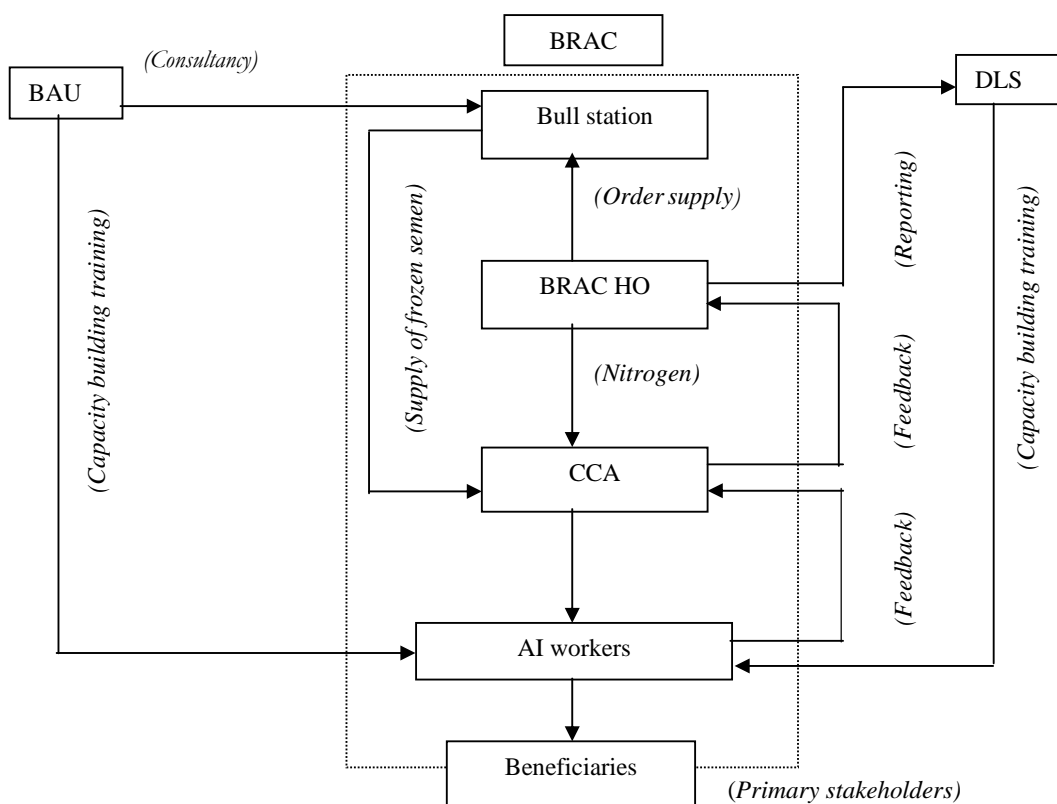 BRAC
(Consultancy)
BAU
DLS
Bull station
(Order supply)
(Reporting)
(Supply of frozen semen)
(Capacity building training)
(Capacity building training)
BRAC HO
(Nitrogen)
(Feedback)
CCA
(Feedback)
AI workers
Beneficiaries
(Primary stakeholders)